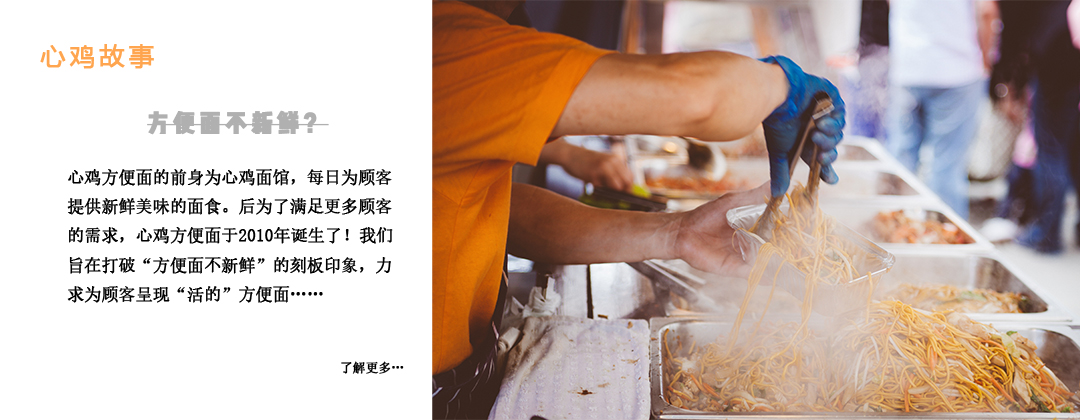 心鸡故事
方便面不新鲜？
心鸡方便面的前身为心鸡面馆，每日为顾客
提供新鲜美味的面食。后为了满足更多顾客
的需求，心鸡方便面于2010年诞生了！我们
旨在打破“方便面不新鲜”的刻板印象，力
求为顾客呈现“活的”方便面……
了解更多…